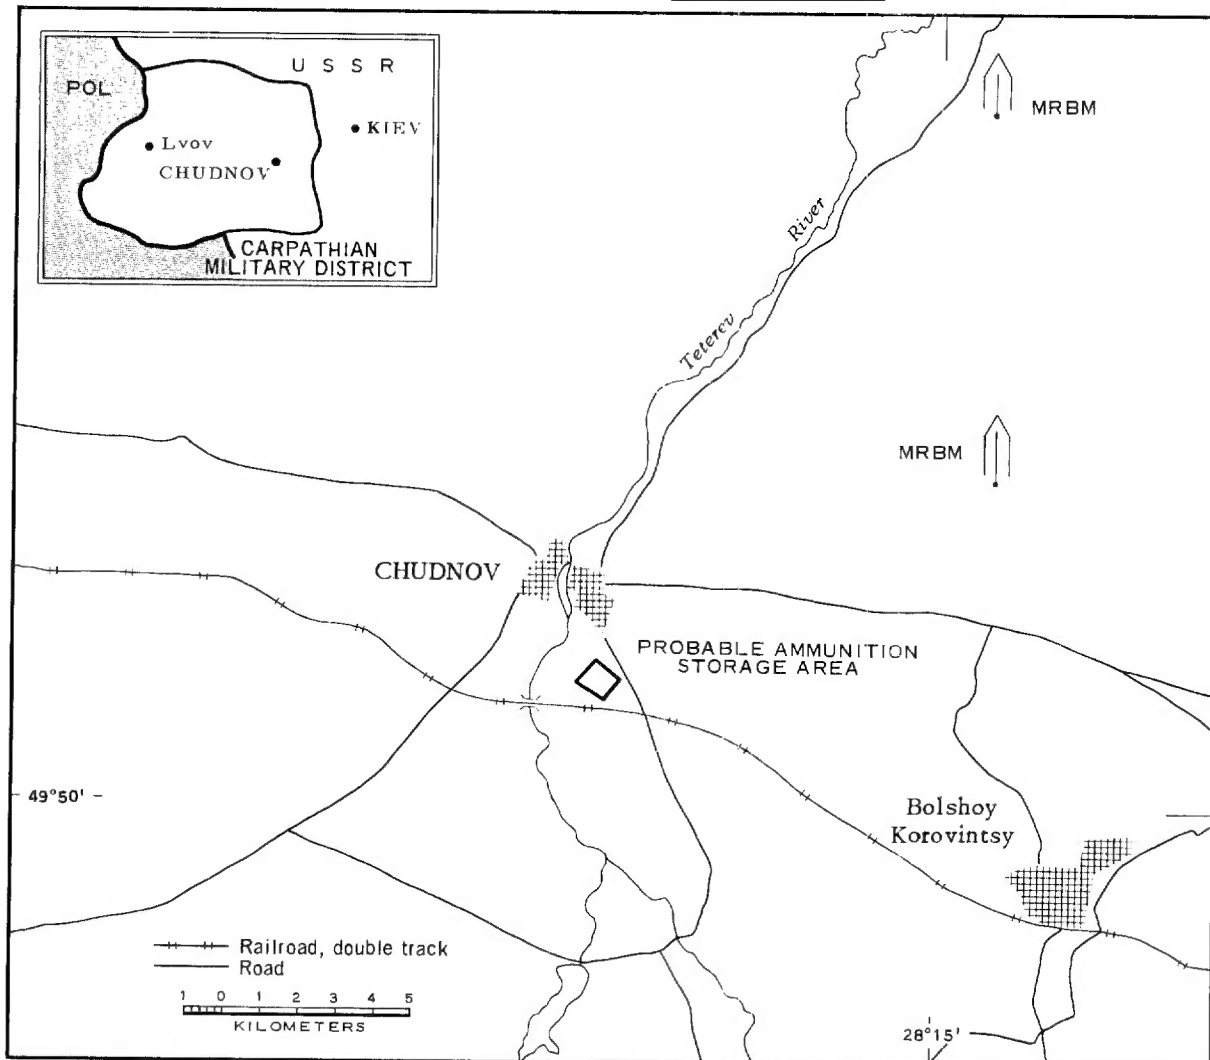 USSR
POL
KIEV
Lvov
CHUDNOV
CARPATHIAN
MILITARY DISTRICT
MRBM
River
Teterev
MRBM
CHUDNOV
PROBABLE AMMUNITION
STORAGE AREA
49°50'
Bolshoy
Korovintsy
Railroad, double track
Road
1 0 1 2 3 4 5
KILOMETERS
28°15'